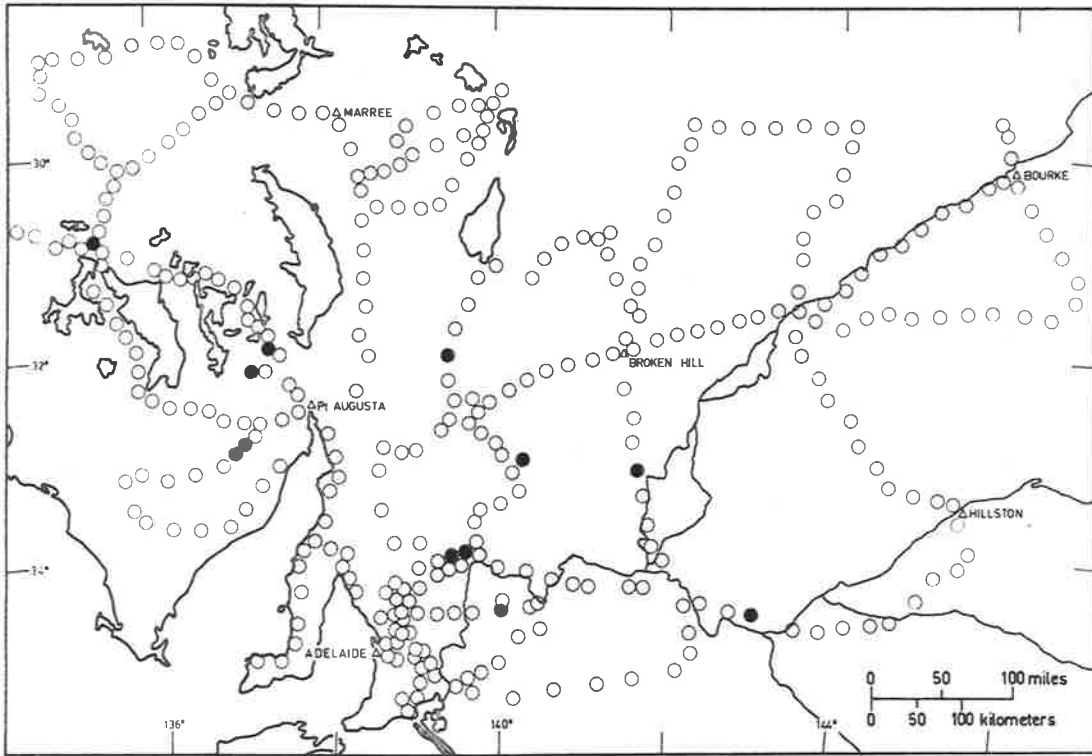 MARREE
30°
BOURKE
32°
BROKEN HILL
Pt AUGUSTA
HILLSTON
34°
ADELAIDE
0 50 100 miles
0 50 100 kilometers
136°
140°
144°